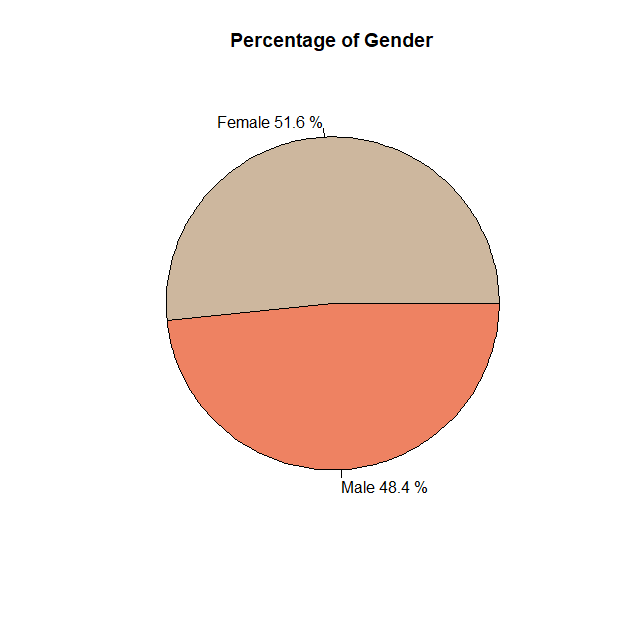 Percentage of Gender
Female 51.6 %
Male 48.4 %